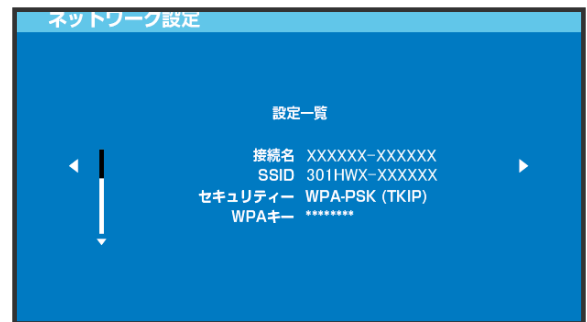 ネットワーク設定
設定一覧
接続名 XXXXXX-XXXXXX
SSID 301HWX-XXXXXX
セキュリティー WPA-PSK (TKIP)
WPAキー ********